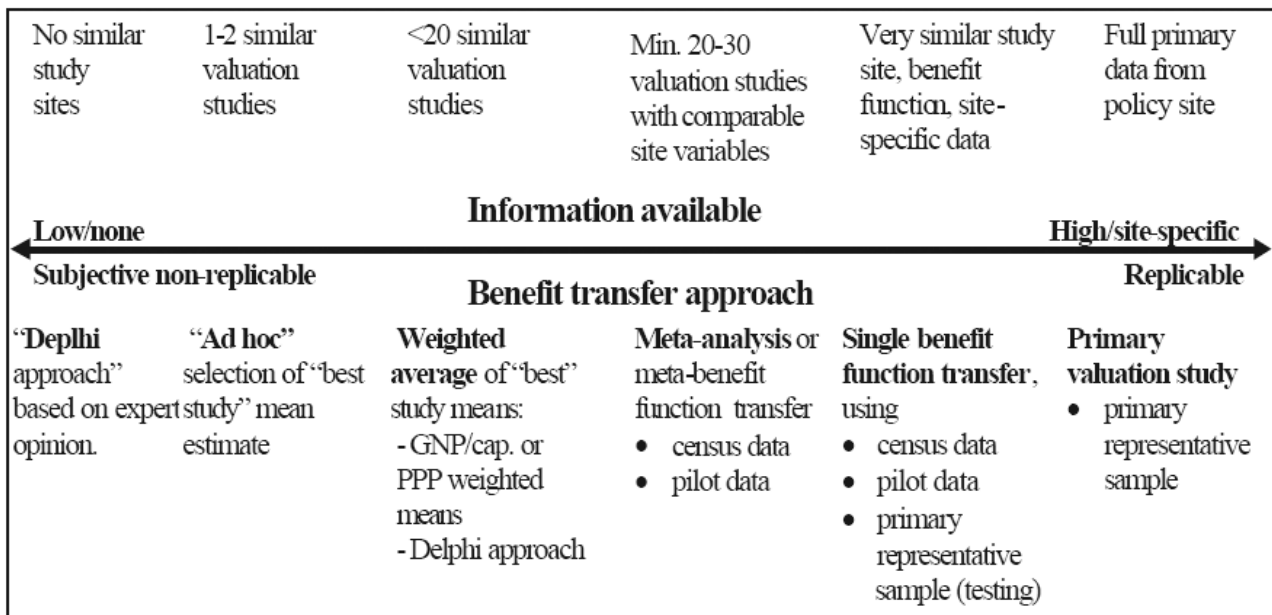 No similar
study
sites
1-2 similar
valuation
studies
<20 similar
valuation
studies
Min. 20-30
valuation studies
with comparable
site variables
Very similar study
site, benefit
function, site-
specific data
Full primary
data from
policy site
Information available
Low/none
High/site-specific
Subjective non-replicable
Replicable
Benefit transfer approach
“Deplhi
approach”
based on expert
opinion.
“Ad hoc”
selection of “best
study” mean
estimate
Weighted
average of “best”
study means:
- GNP/cap. or
PPP weighted
means
- Delphi approach
Meta-analysis or
meta-benefit
function transfer
• census data
• pilot data
Single benefit
function transfer,
using
• census data
• pilot data
• primary
representative
sample (testing)
Primary
valuation study
• primary
representative
sample